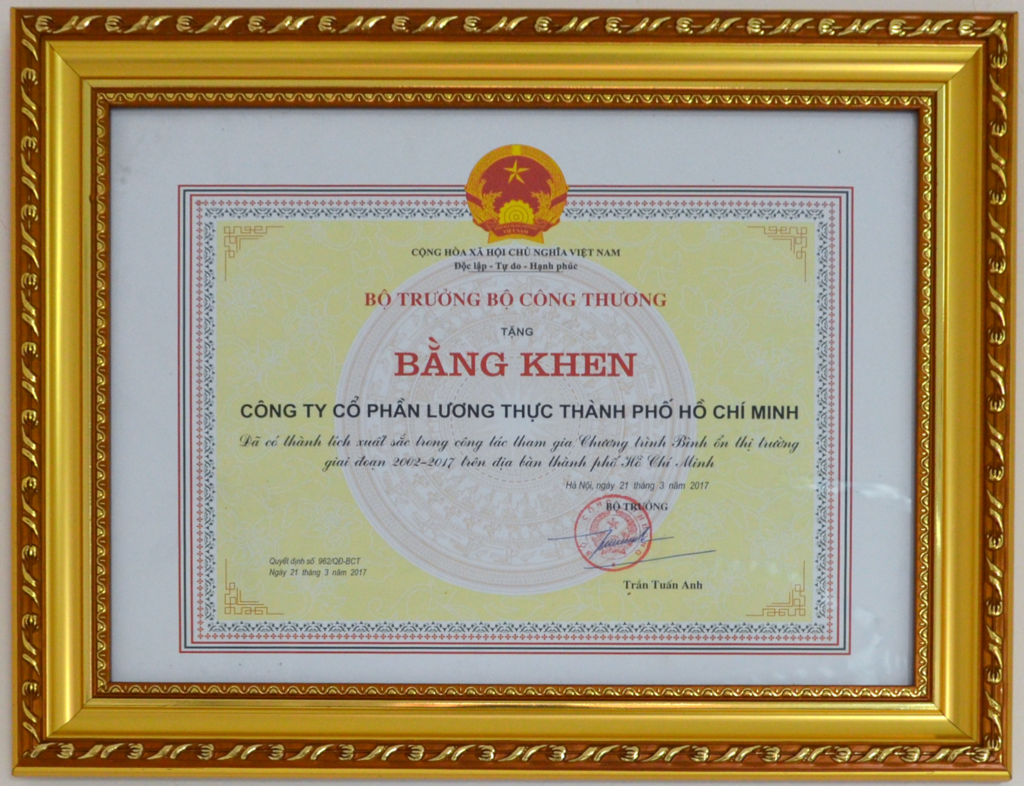 VIỆT NAM
CỘNG HÒA XÃ HỘI CHỦ NGHĨA VIỆT NAM
Độc lập - Tự do - Hạnh phúc
BỘ TRƯỞNG BỘ CÔNG THƯƠNG
TẶNG
BẰNG KHEN
CÔNG TY CỔ PHẦN LƯƠNG THỰC THÀNH PHỐ HỒ CHÍ MINH
Đã có thành tích xuất sắc trong công tác tham gia Chương trình Bình ổn thị trường
giai đoạn 2002-2017 trên địa bàn thành phố Hồ Chí Minh
Hà Nội, ngày 21 tháng 3 năm 2017
BỘ TRƯỞNG
Quyết định số 962/QĐ-BCT
Ngày 21 tháng 3 năm 2017
Trần Tuấn Anh